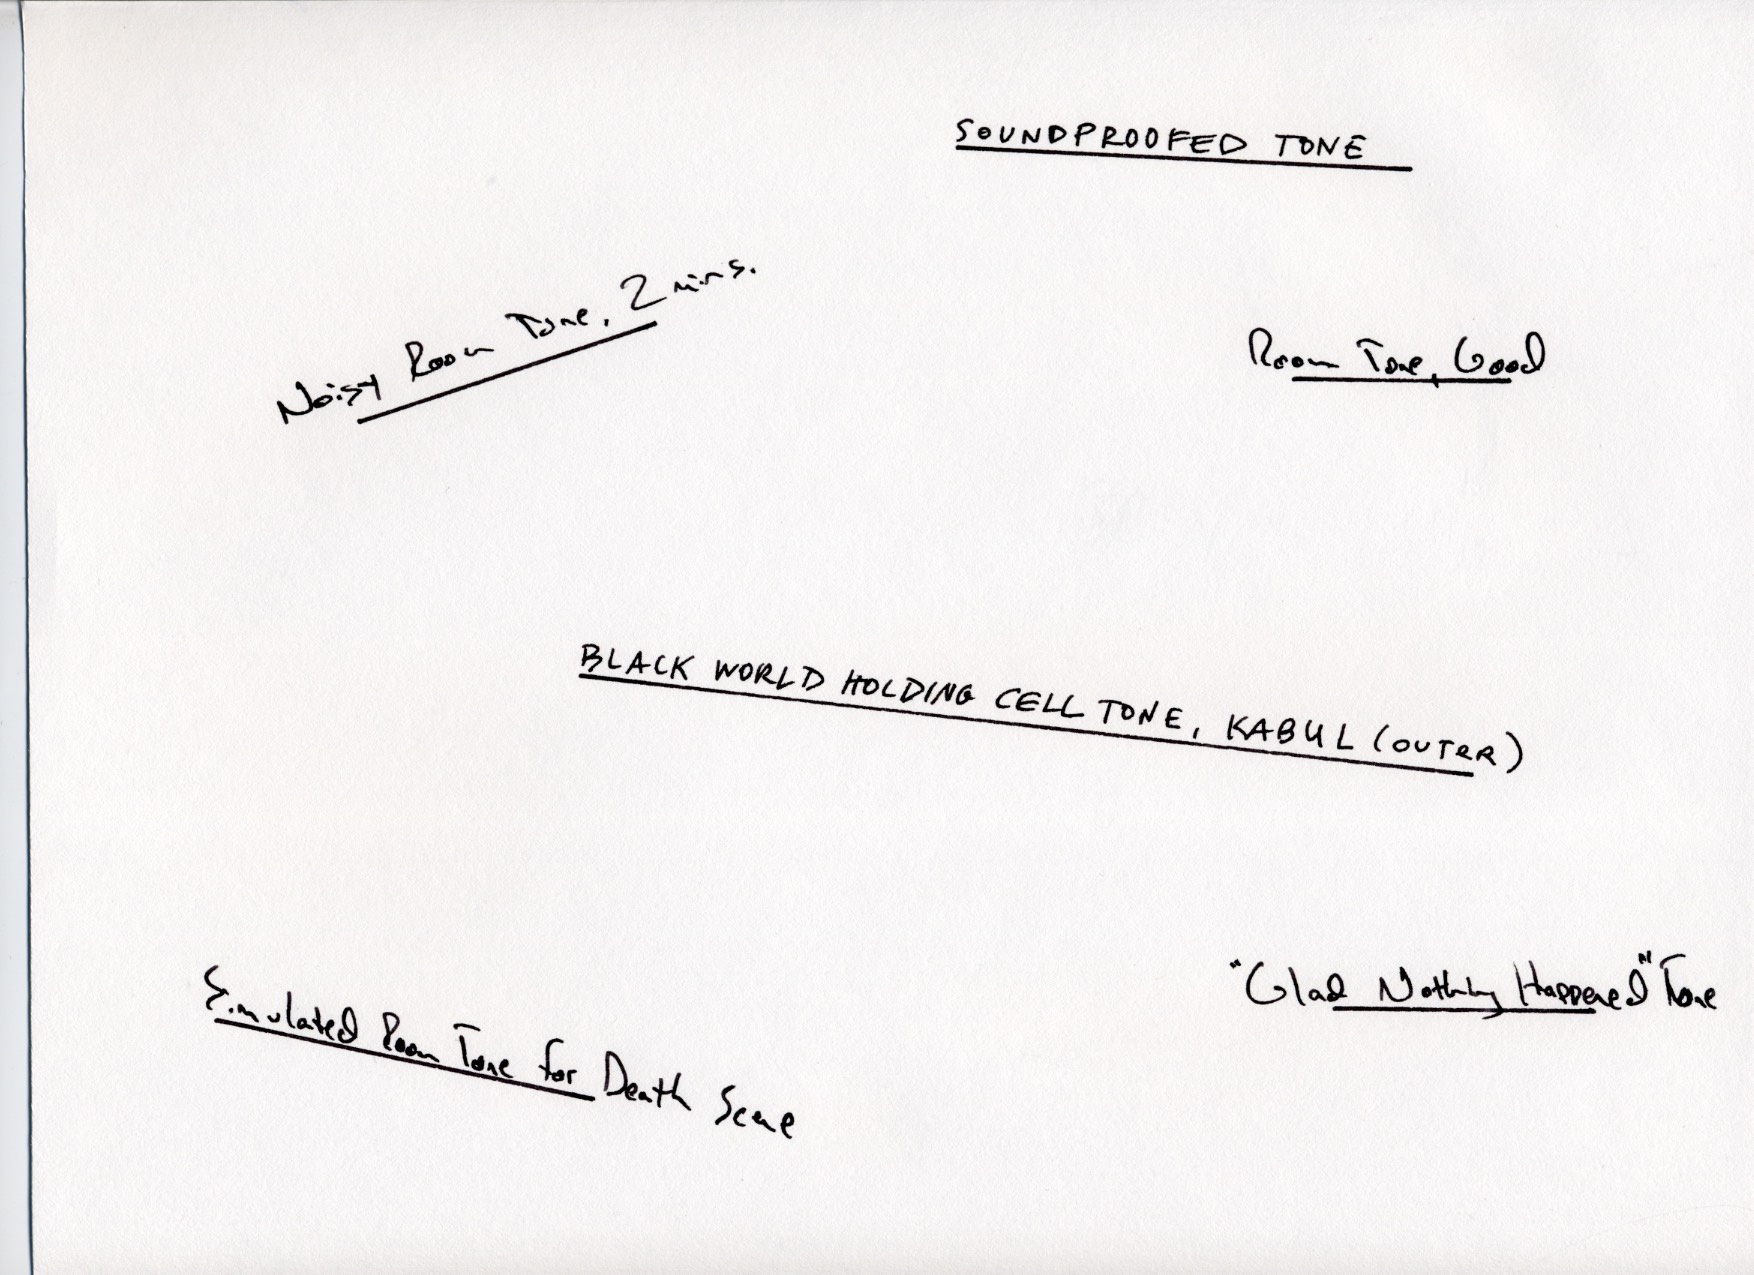 SOUNDPROOFED TONE
Noisy Room Tone, 2 mins.
Room Tone, Good
BLACK WORLD HOLDING CELL TONE, KABUL (OUTER)
"Glad Nothing Happened" Tone
Simulated Room Tone for Death Scene